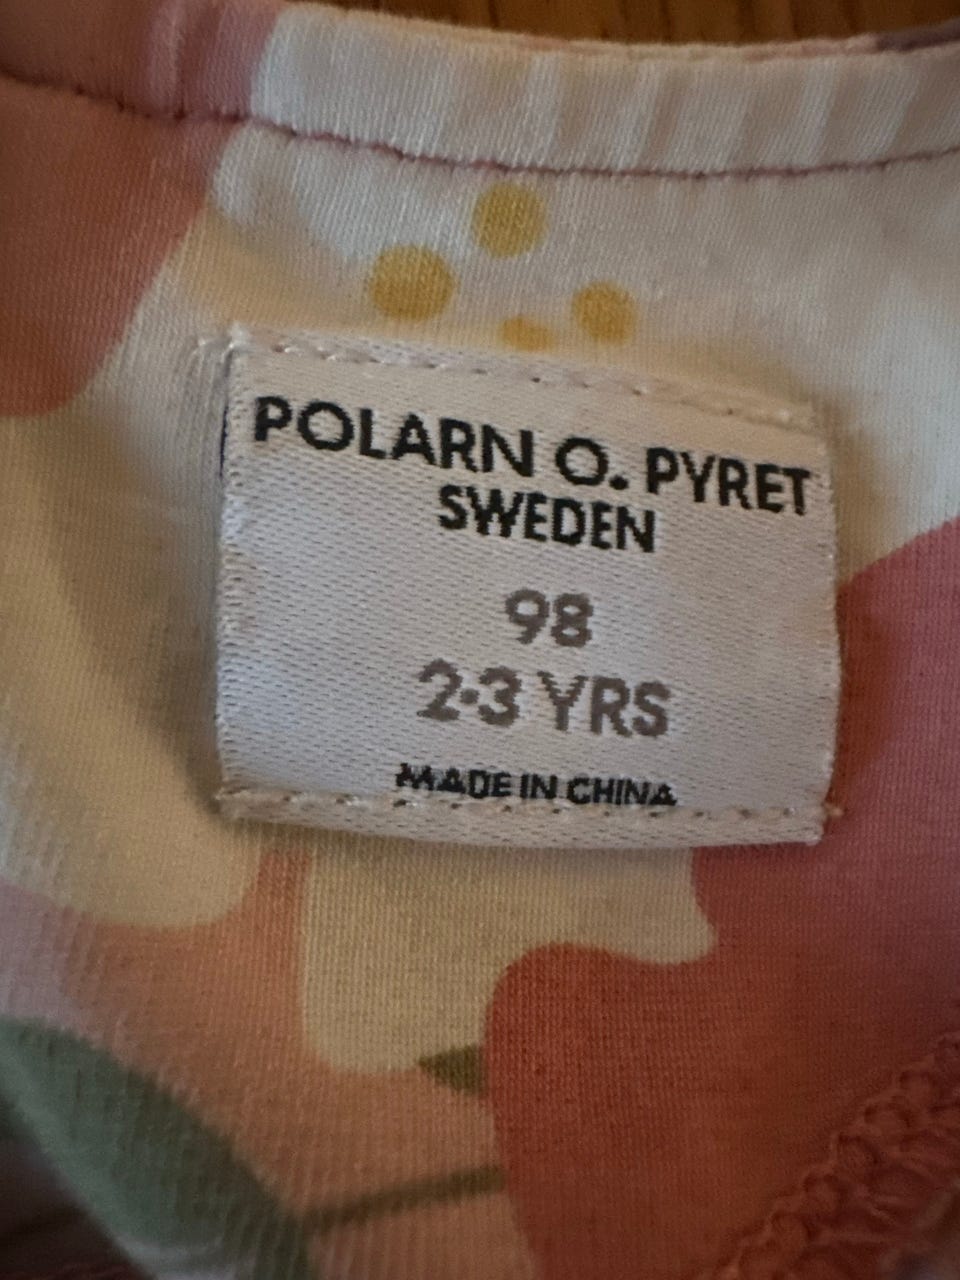 POLARN O. PYRET
SWEDEN
98
2-3 YRS
MADE IN CHINA